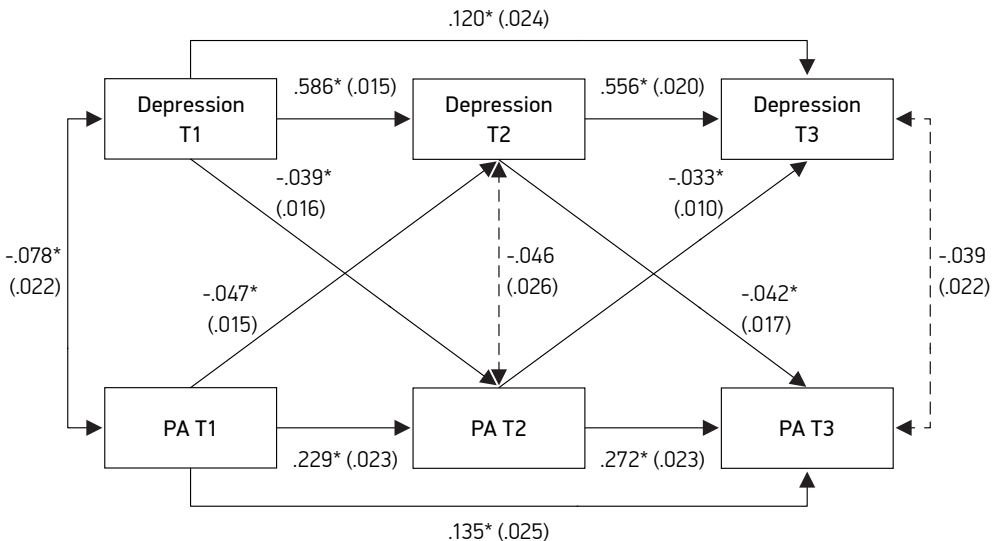 .120* (.024)
Depression
T1
.586* (.015)
Depression
T2
.556* (.020)
Depression
T3
-.039*
(.016)
-.033*
(.010)
-.078*
(.022)
-.046
(.026)
-.039
(.022)
-.047*
(.015)
-.042*
(.017)
PA T1
PA T2
PA T3
.229* (.023)
.272* (.023)
.135* (.025)